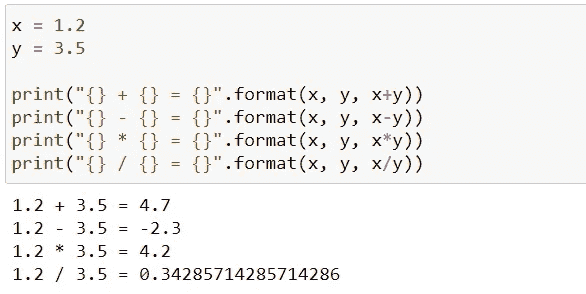 x = 1.2
y = 3.5
print("{} + {} = {}".format(x, y, x+y))
print("{} - {} = {}".format(x, y, x-y))
print("{} * {} = {}".format(x, y, x*y))
print("{} / {} = {}".format(x, y, x/y))
1.2 + 3.5 = 4.7
1.2 - 3.5 = -2.3
1.2 * 3.5 = 4.2
1.2 / 3.5 = 0.34285714285714286